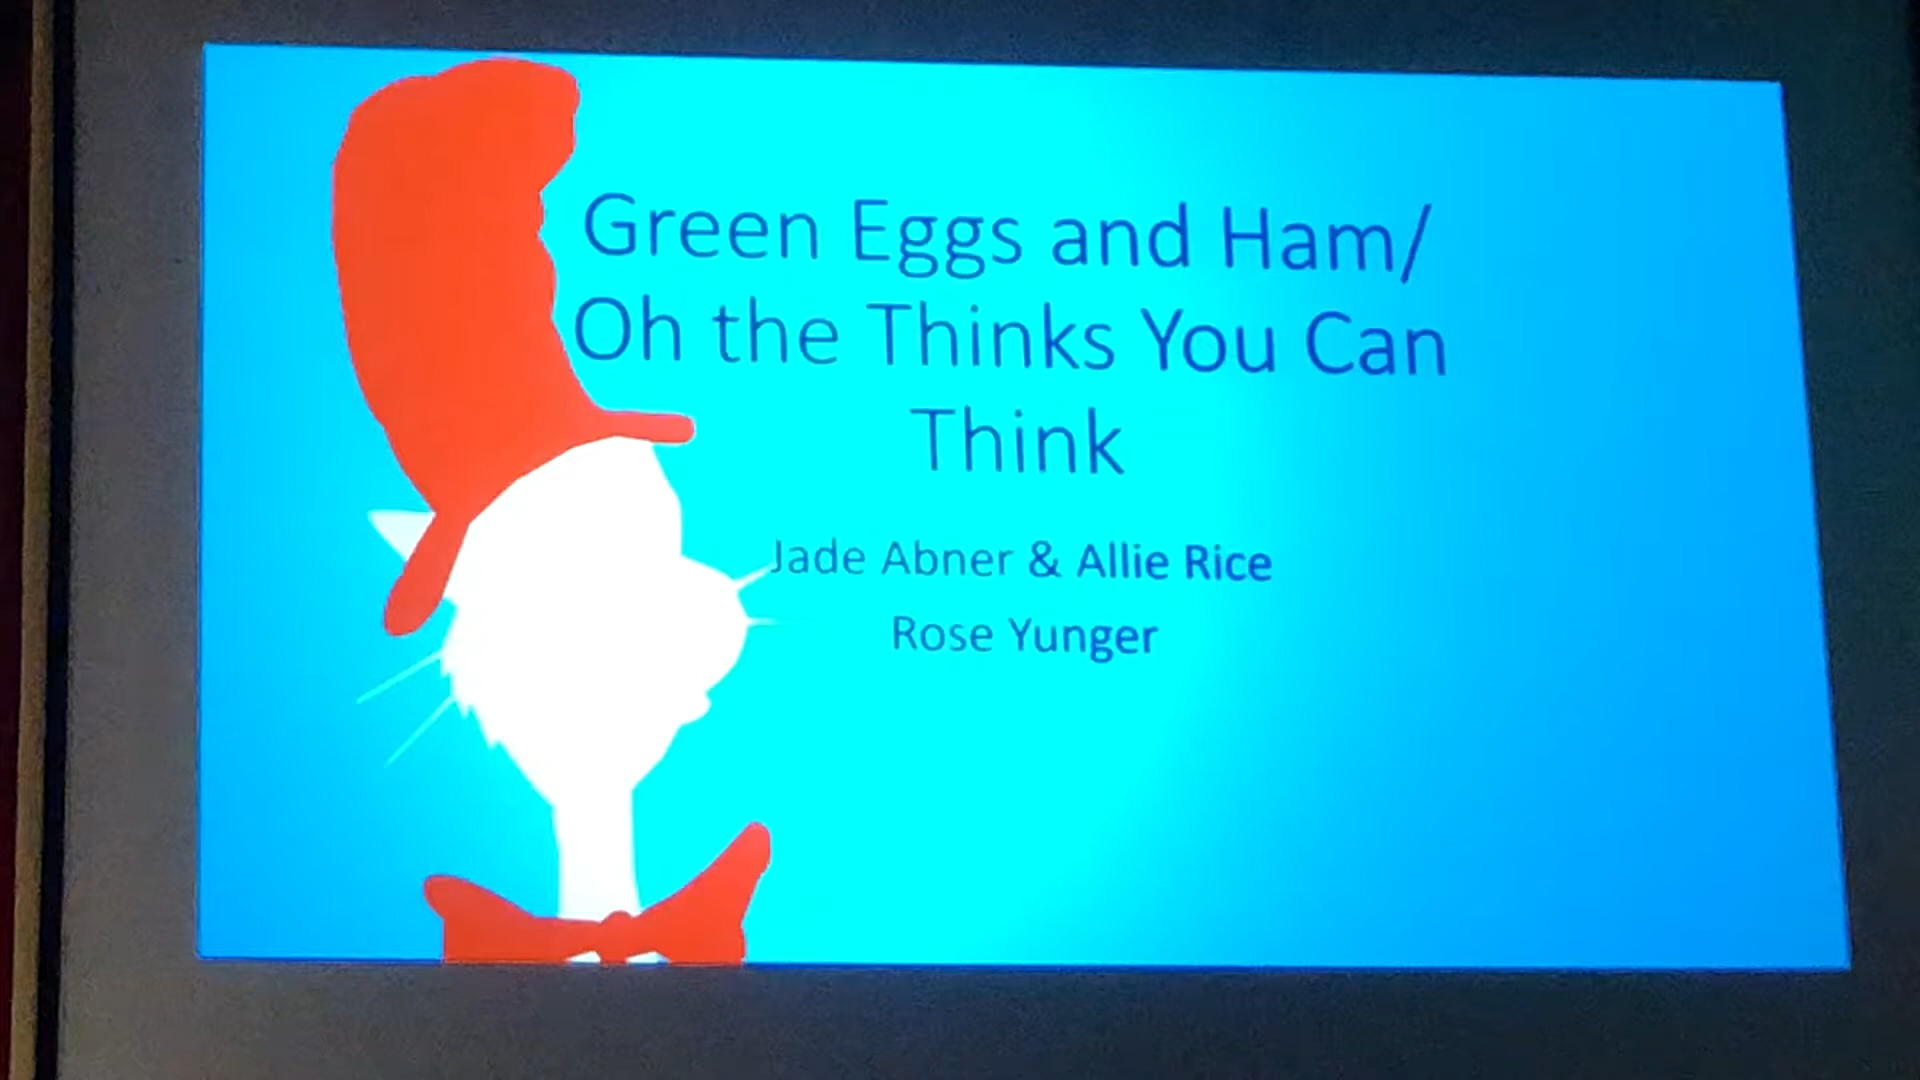 Green Eggs and Ham/
Oh the Thinks You Can
Think
Jade Abner & Allie Rice
Rose Yunger